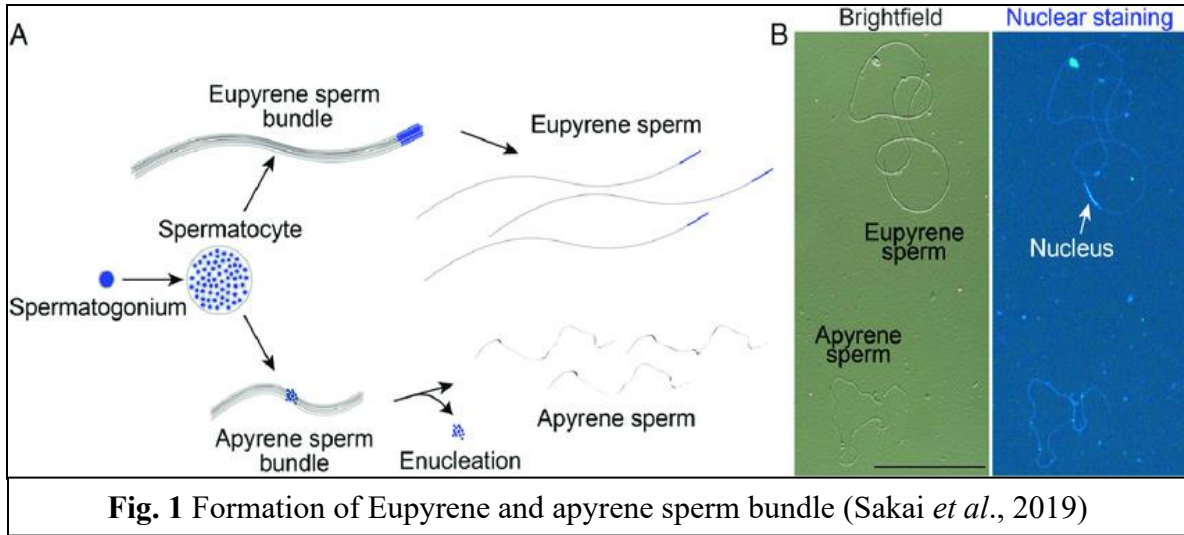 A
Eupyrene sperm
bundle
Eupyrene sperm
Spermatocyte
Spermatogonium
Apyrene sperm
bundle
Enucleation
Apyrene sperm
B
Brightfield
Nuclear staining
Eupyrene
sperm
Nucleus
Apyrene
sperm
Fig. 1 Formation of Eupyrene and apyrene sperm bundle (Sakai et al., 2019)